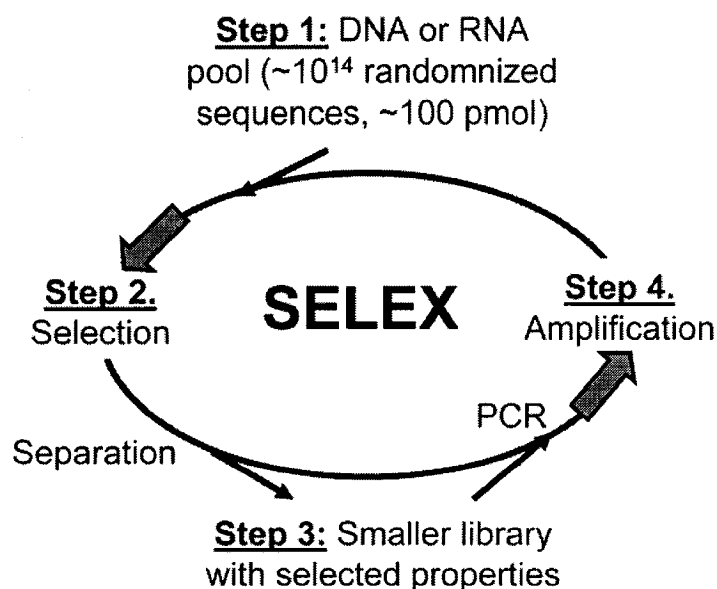 Step 1: DNA or RNA
pool (~10¹⁴ randomnized
sequences, ~100 pmol)
Step 2.
Selection
SELEX
Step 4.
Amplification
PCR
Separation
Step 3: Smaller library
with selected properties